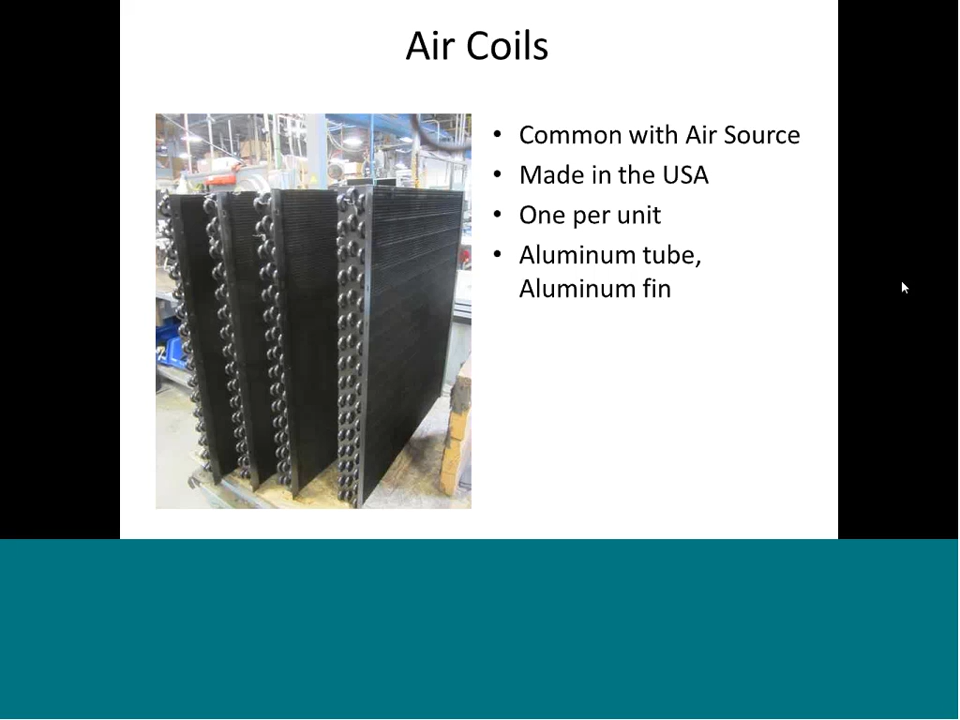 Air Coils
• Common with Air Source
• Made in the USA
• One per unit
• Aluminum tube,
Aluminum fin